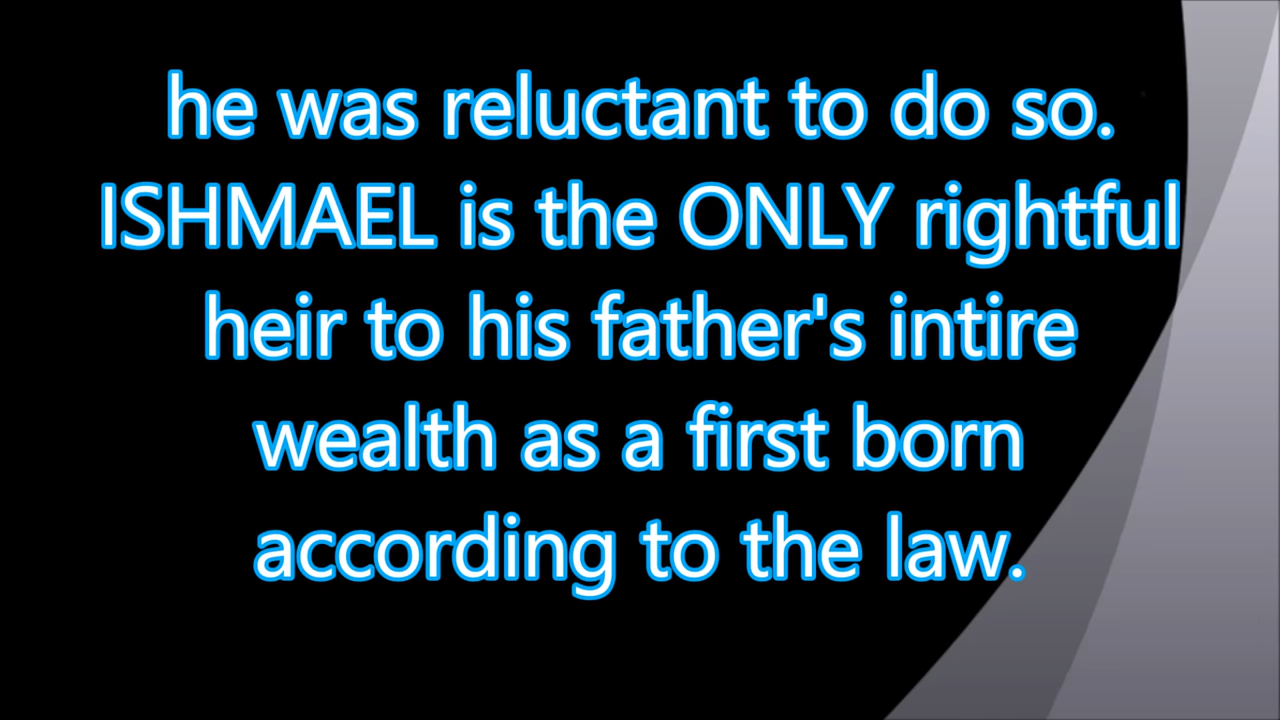 he was reluctant to do so.
ISHMAEL is the ONLY rightful
heir to his father's intire
wealth as a first born
according to the law.